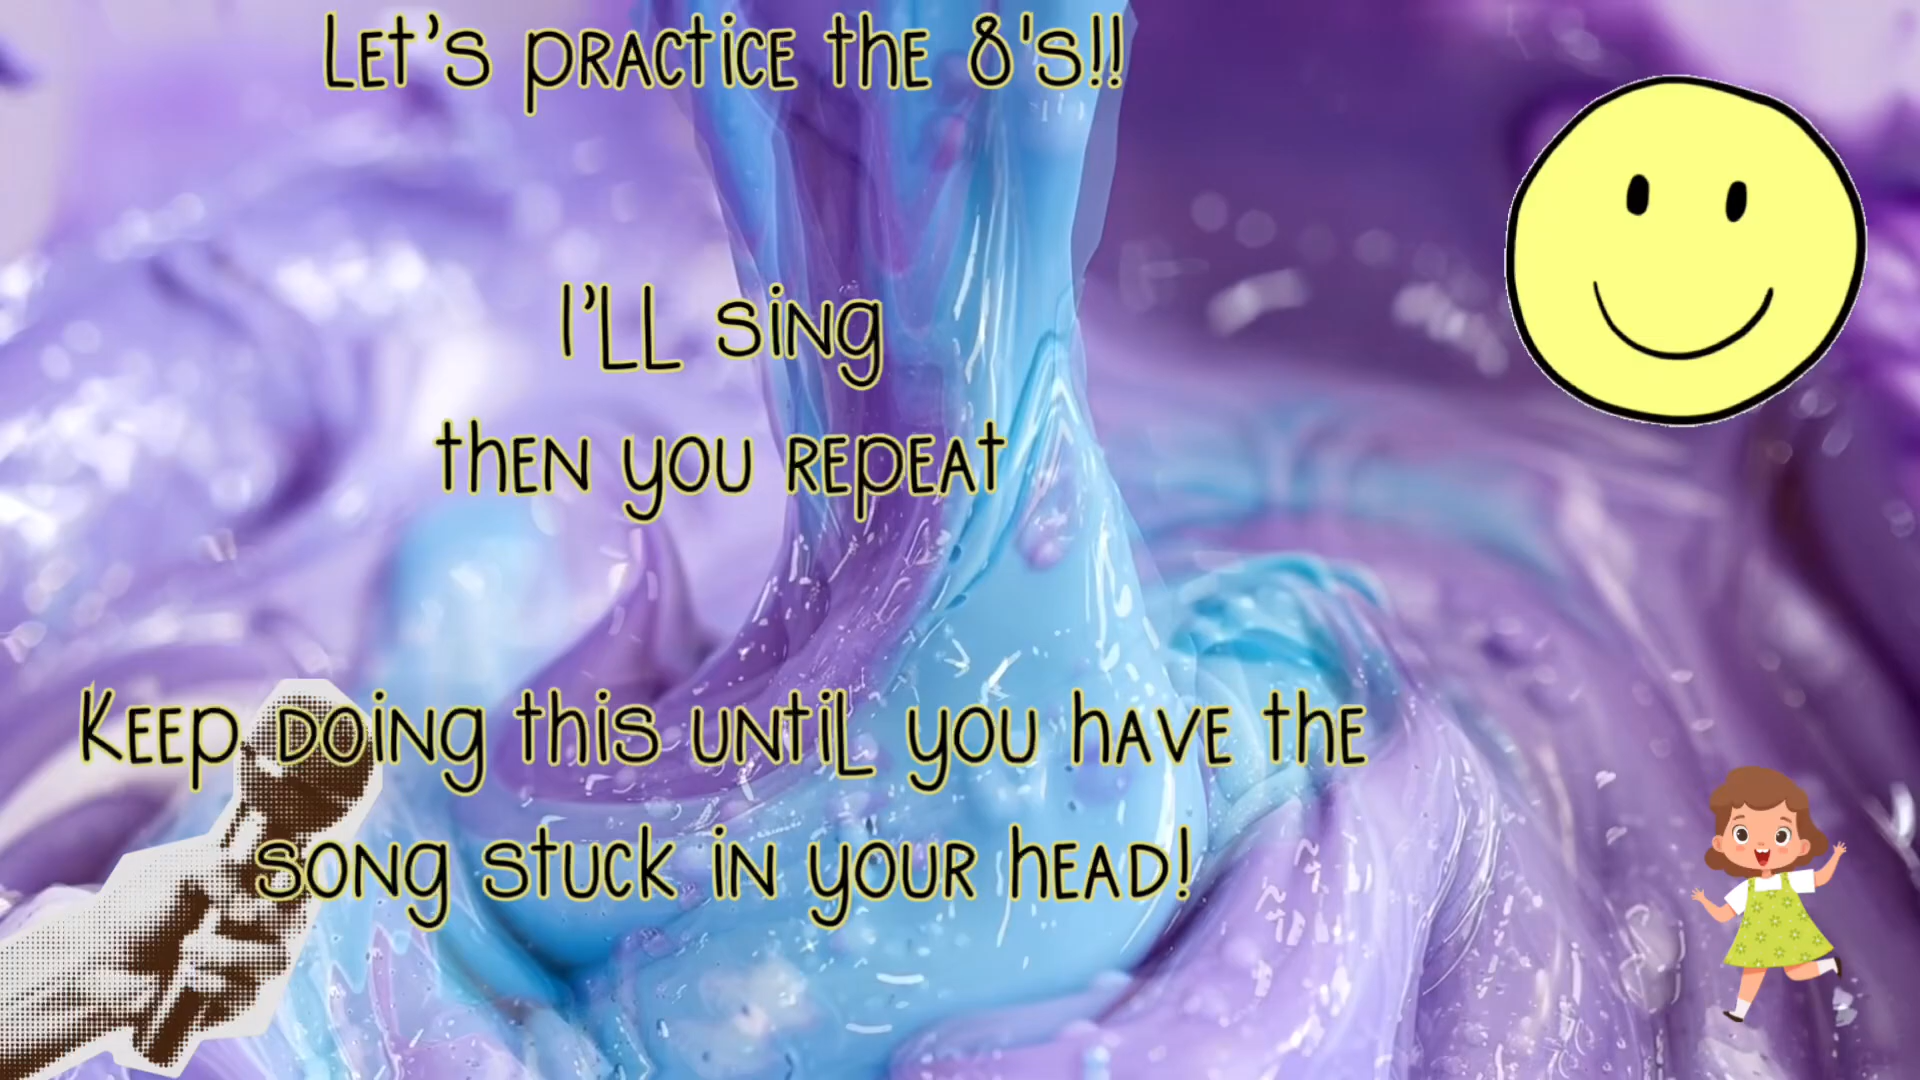 Let's practice the 8's!!
I'll sing
then you repeat
Keep doing this until you have the
song stuck in your head!